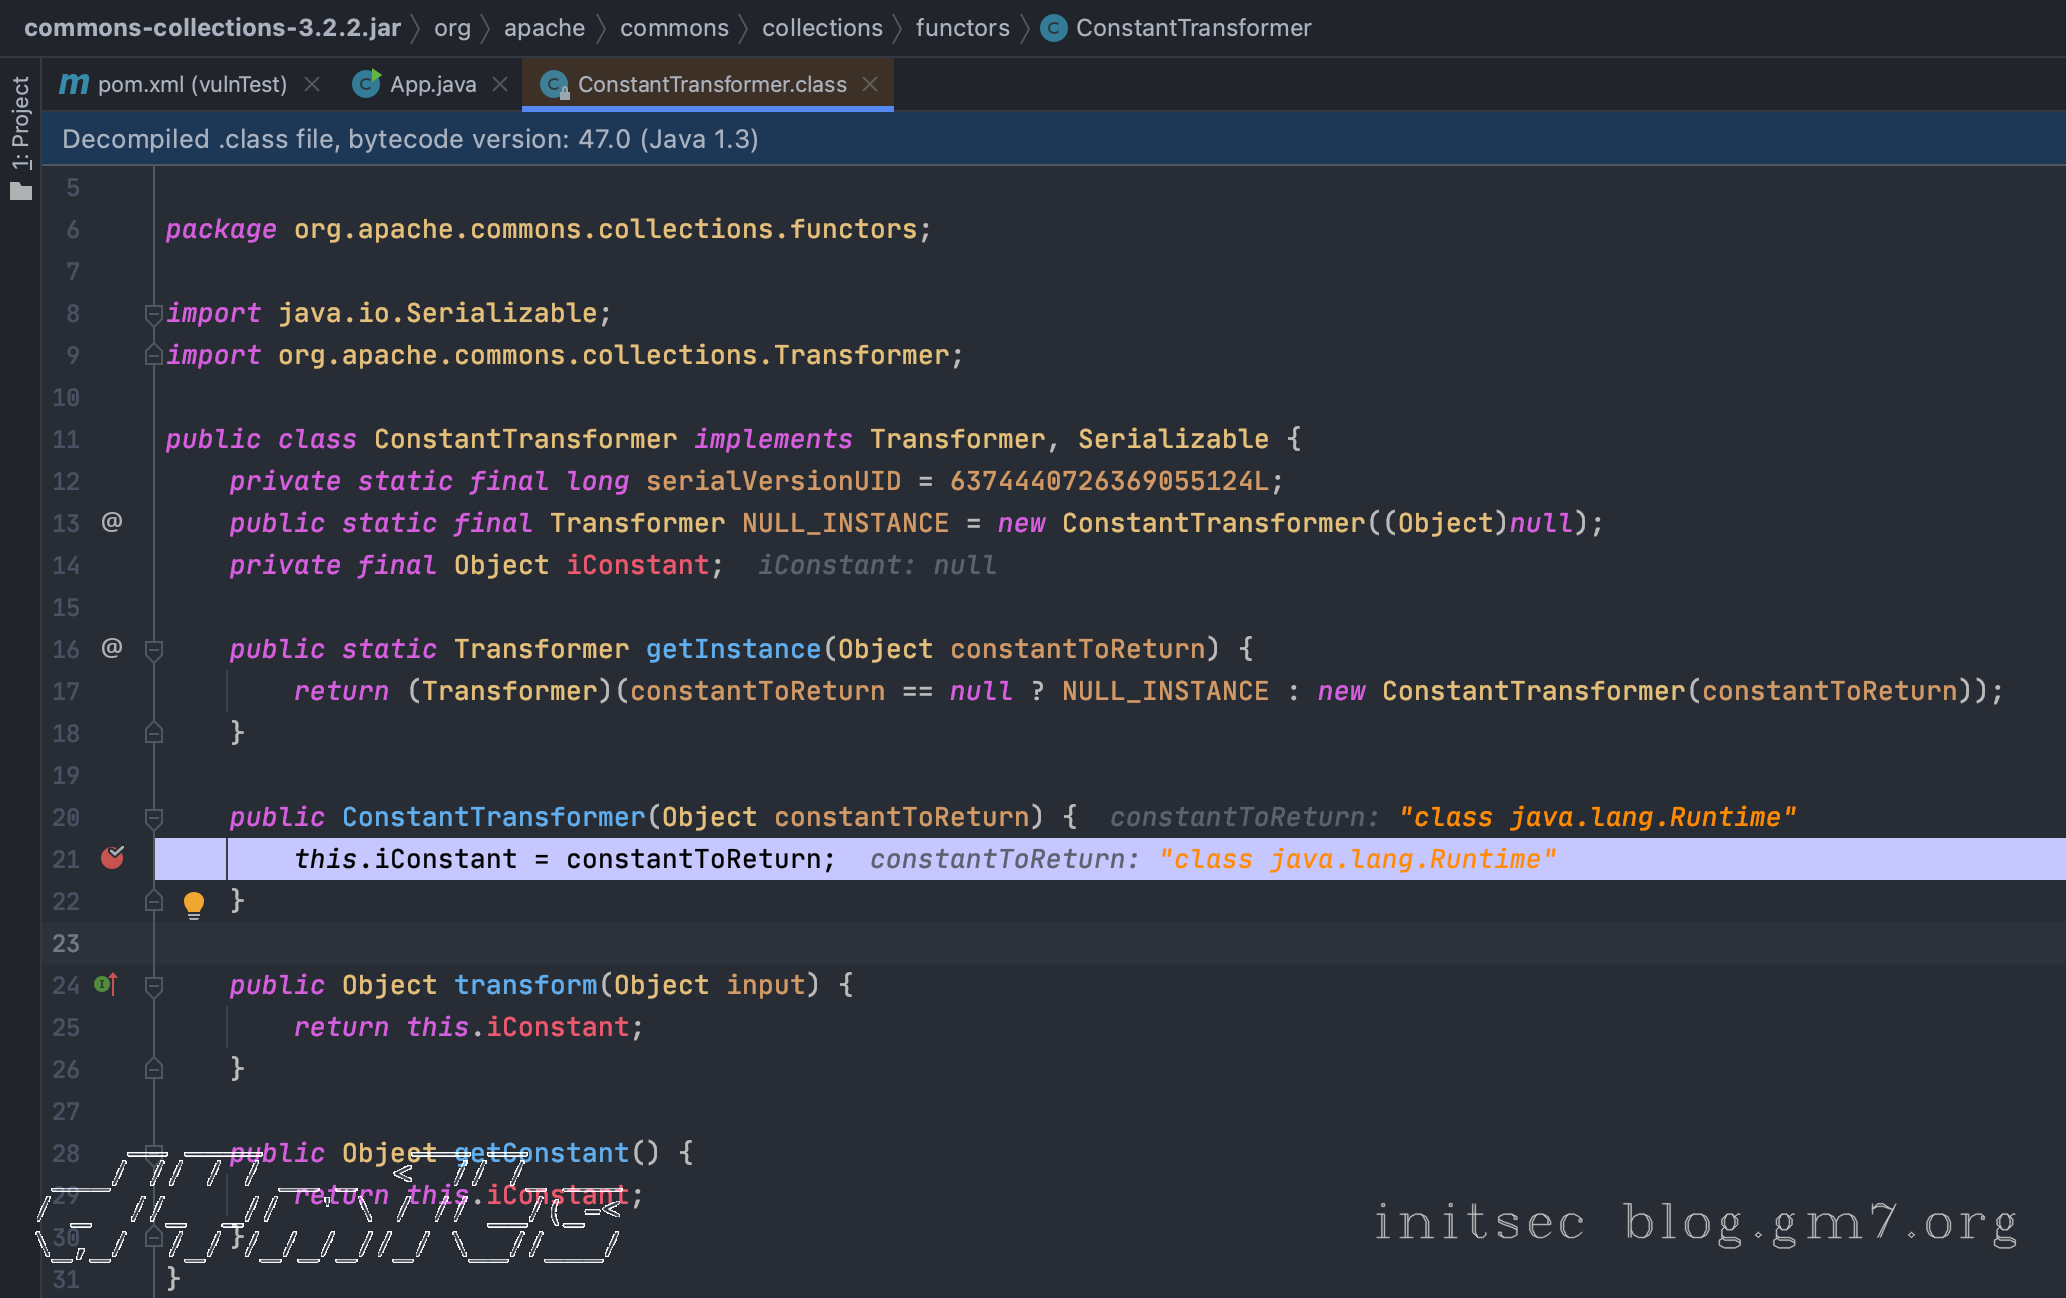 commons-collections-3.2.2.jar org apache commons collections functors ConstantTransformer
1: Project
pom.xml (vulnTest) App.java ConstantTransformer.class
Decompiled .class file, bytecode version: 47.0 (Java 1.3)
5
6 package org.apache.commons.collections.functors;
7
8 import java.io.Serializable;
9 import org.apache.commons.collections.Transformer;
10
11 public class ConstantTransformer implements Transformer, Serializable {
12 private static final long serialVersionUID = 6374440726369055124L;
13 @ public static final Transformer NULL_INSTANCE = new ConstantTransformer((Object)null);
14 private final Object iConstant; iConstant: null
15
16 @ public static Transformer getInstance(Object constantToReturn) {
17 return (Transformer)(constantToReturn == null ? NULL_INSTANCE : new ConstantTransformer(constantToReturn));
18 }
19
20 public ConstantTransformer(Object constantToReturn) { constantToReturn: "class java.lang.Runtime"
21 this.iConstant = constantToReturn; constantToReturn: "class java.lang.Runtime"
22 }
23
24 public Object transform(Object input) {
25 return this.iConstant;
26 }
27
28 public Object getConstant() {
29 return this.iConstant;
30 }
31 }
initsec blog.gm7.org